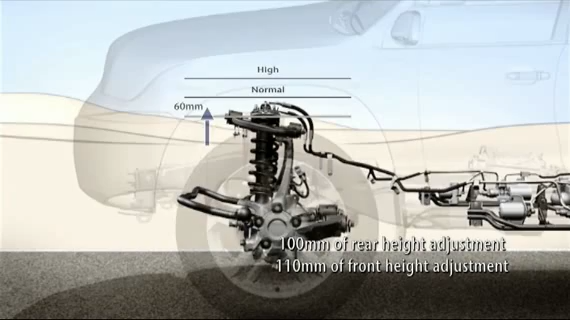 High
Normal
60mm
100mm of rear height adjustment
110mm of front height adjustment